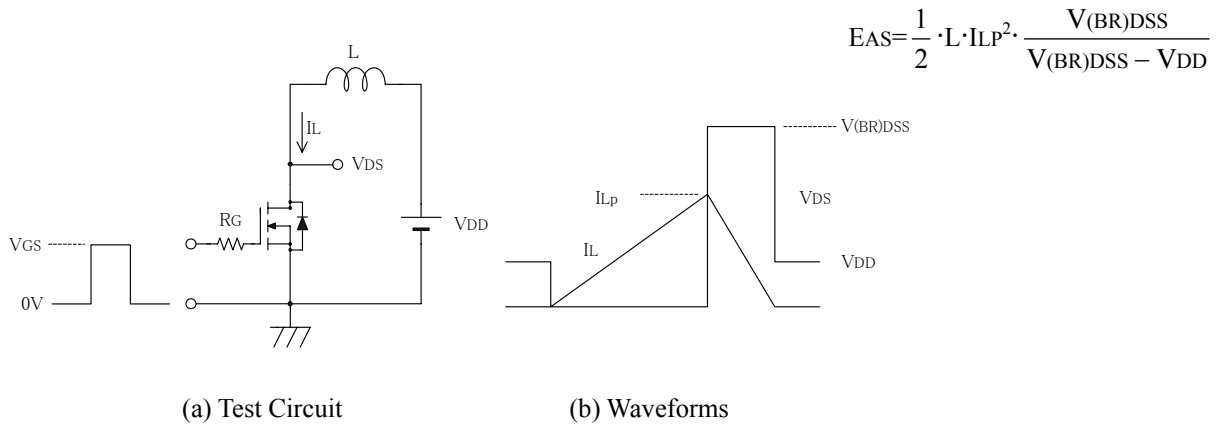 EAS=1/2·L·ILP²·V(BR)DSS/V(BR)DSS – VDD
L
IL
VDS
RG
VDD
VGS
0V
V(BR)DSS
ILp
VDS
IL
VDD
(a) Test Circuit
(b) Waveforms